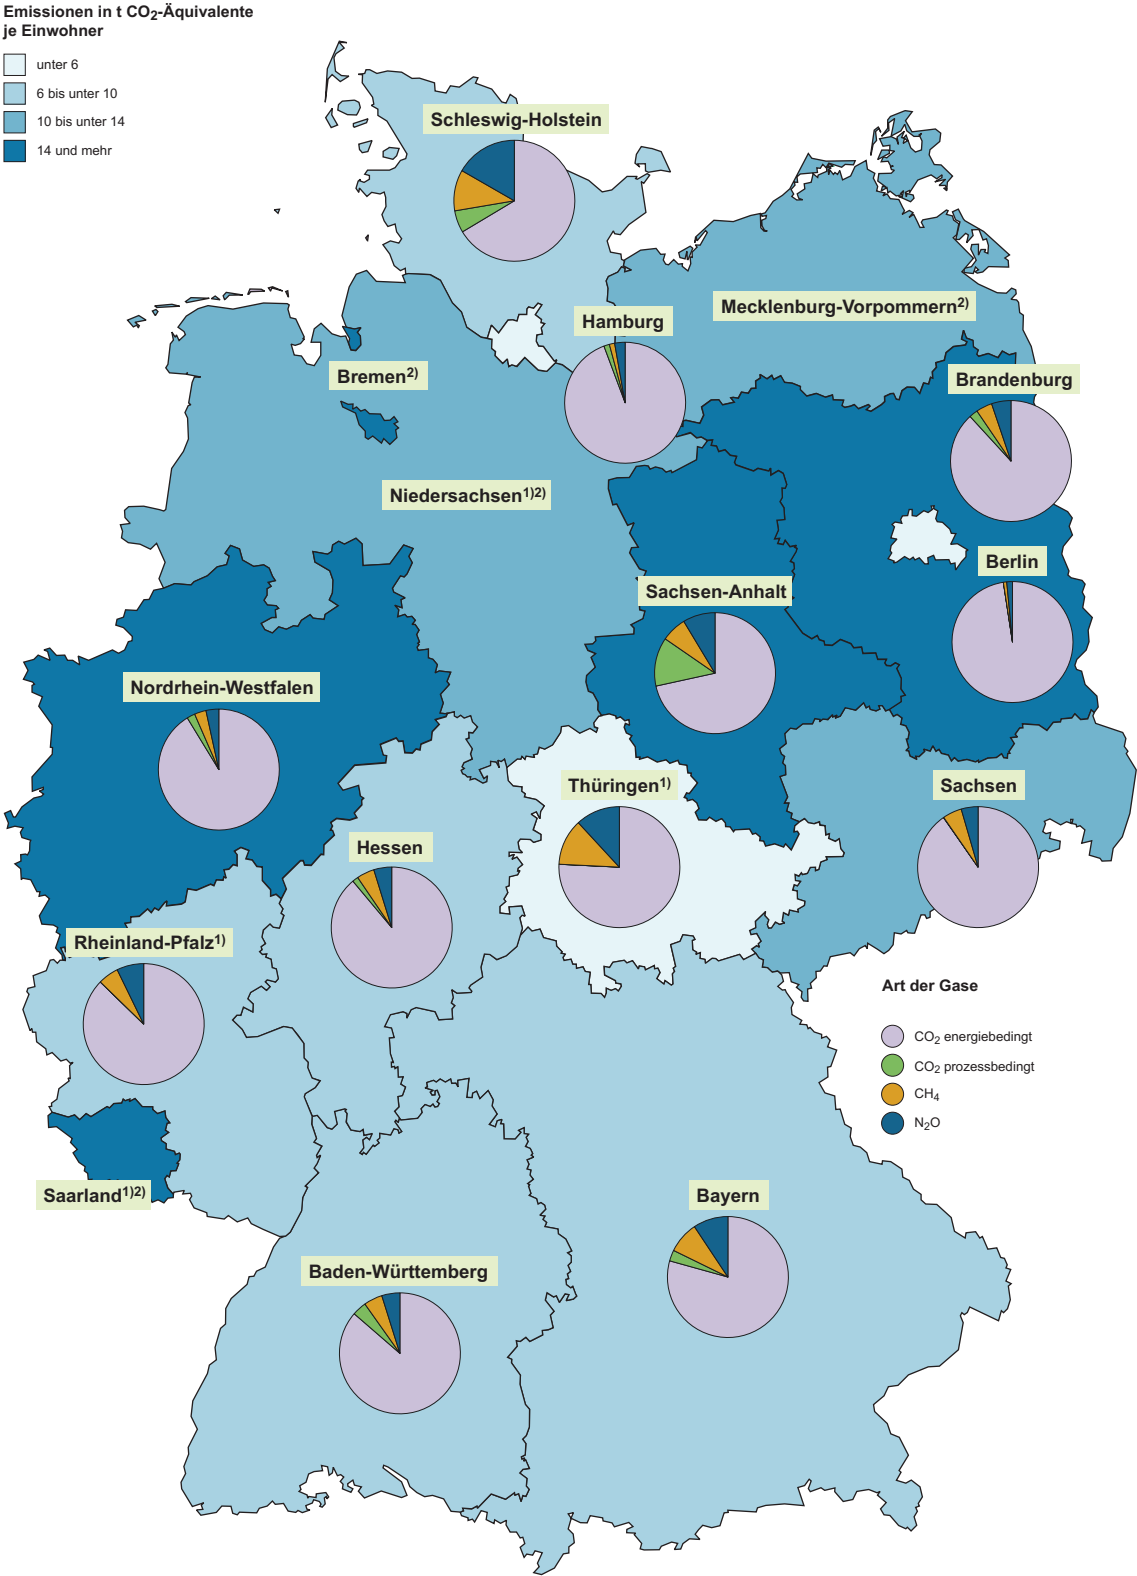 Emissionen in t CO₂-Äquivalente
je Einwohner
unter 6
6 bis unter 10
10 bis unter 14
14 und mehr
Schleswig-Holstein
Mecklenburg-Vorpommern²⁾
Hamburg
Bremen²⁾
Brandenburg
Niedersachsen¹⁾²⁾
Berlin
Sachsen-Anhalt
Nordrhein-Westfalen
Thüringen¹⁾
Sachsen
Hessen
Rheinland-Pfalz¹⁾
Art der Gase
CO₂ energiebedingt
CO₂ prozessbedingt
CH₄
N₂O
Saarland¹⁾²⁾
Bayern
Baden-Württemberg